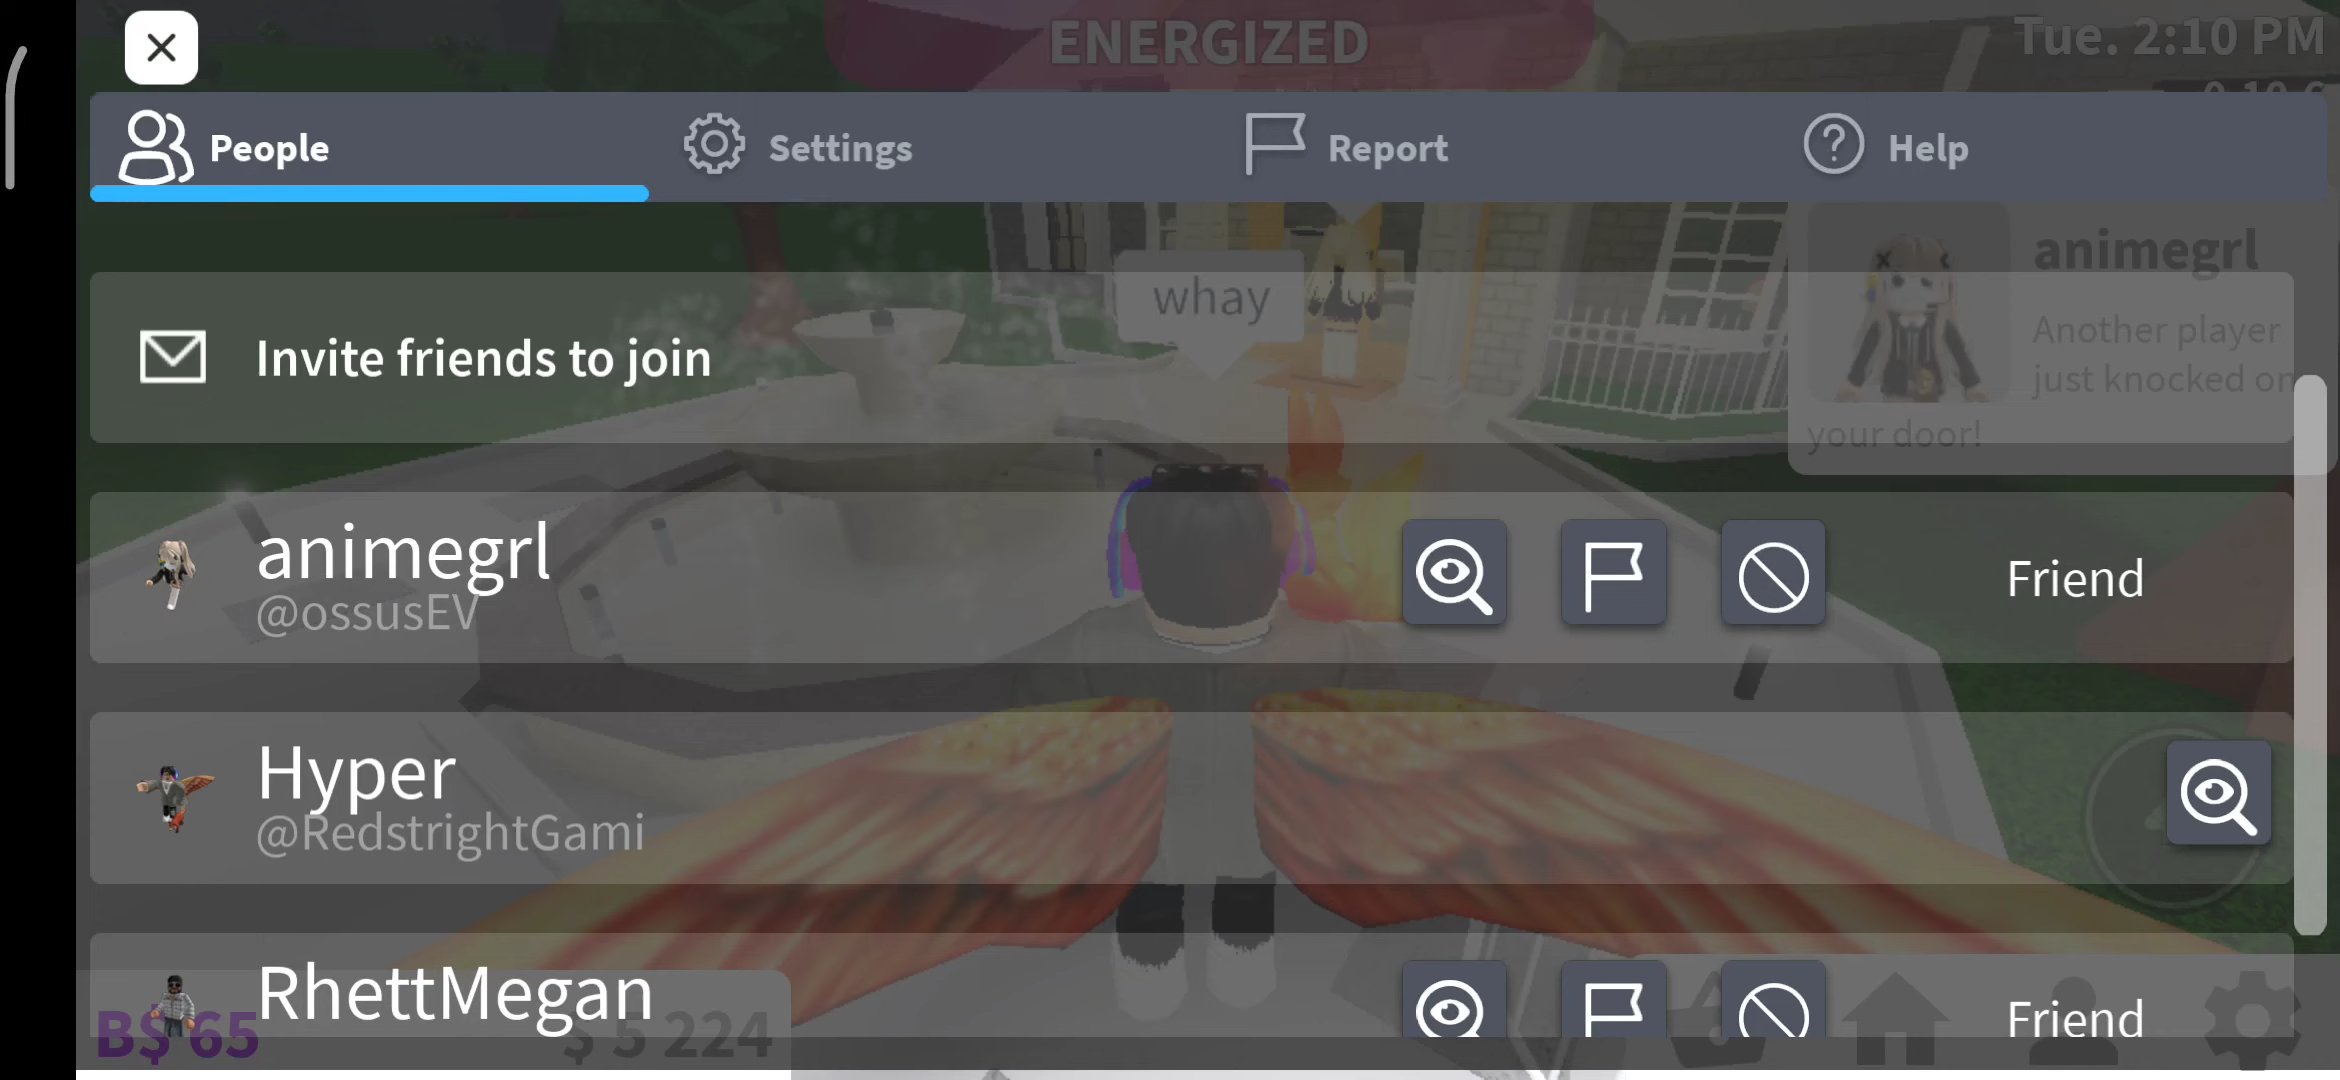 ENERGIZED
Tue. 2:10 PM
People
Settings
Report
Help
whay
animegrl
Another player
just knocked on
your door!
Invite friends to join
animegrl
@ossusEV
Friend
Hyper
@RedstrightGami
RhettMegan
Friend
B$ 65
$ 5 224